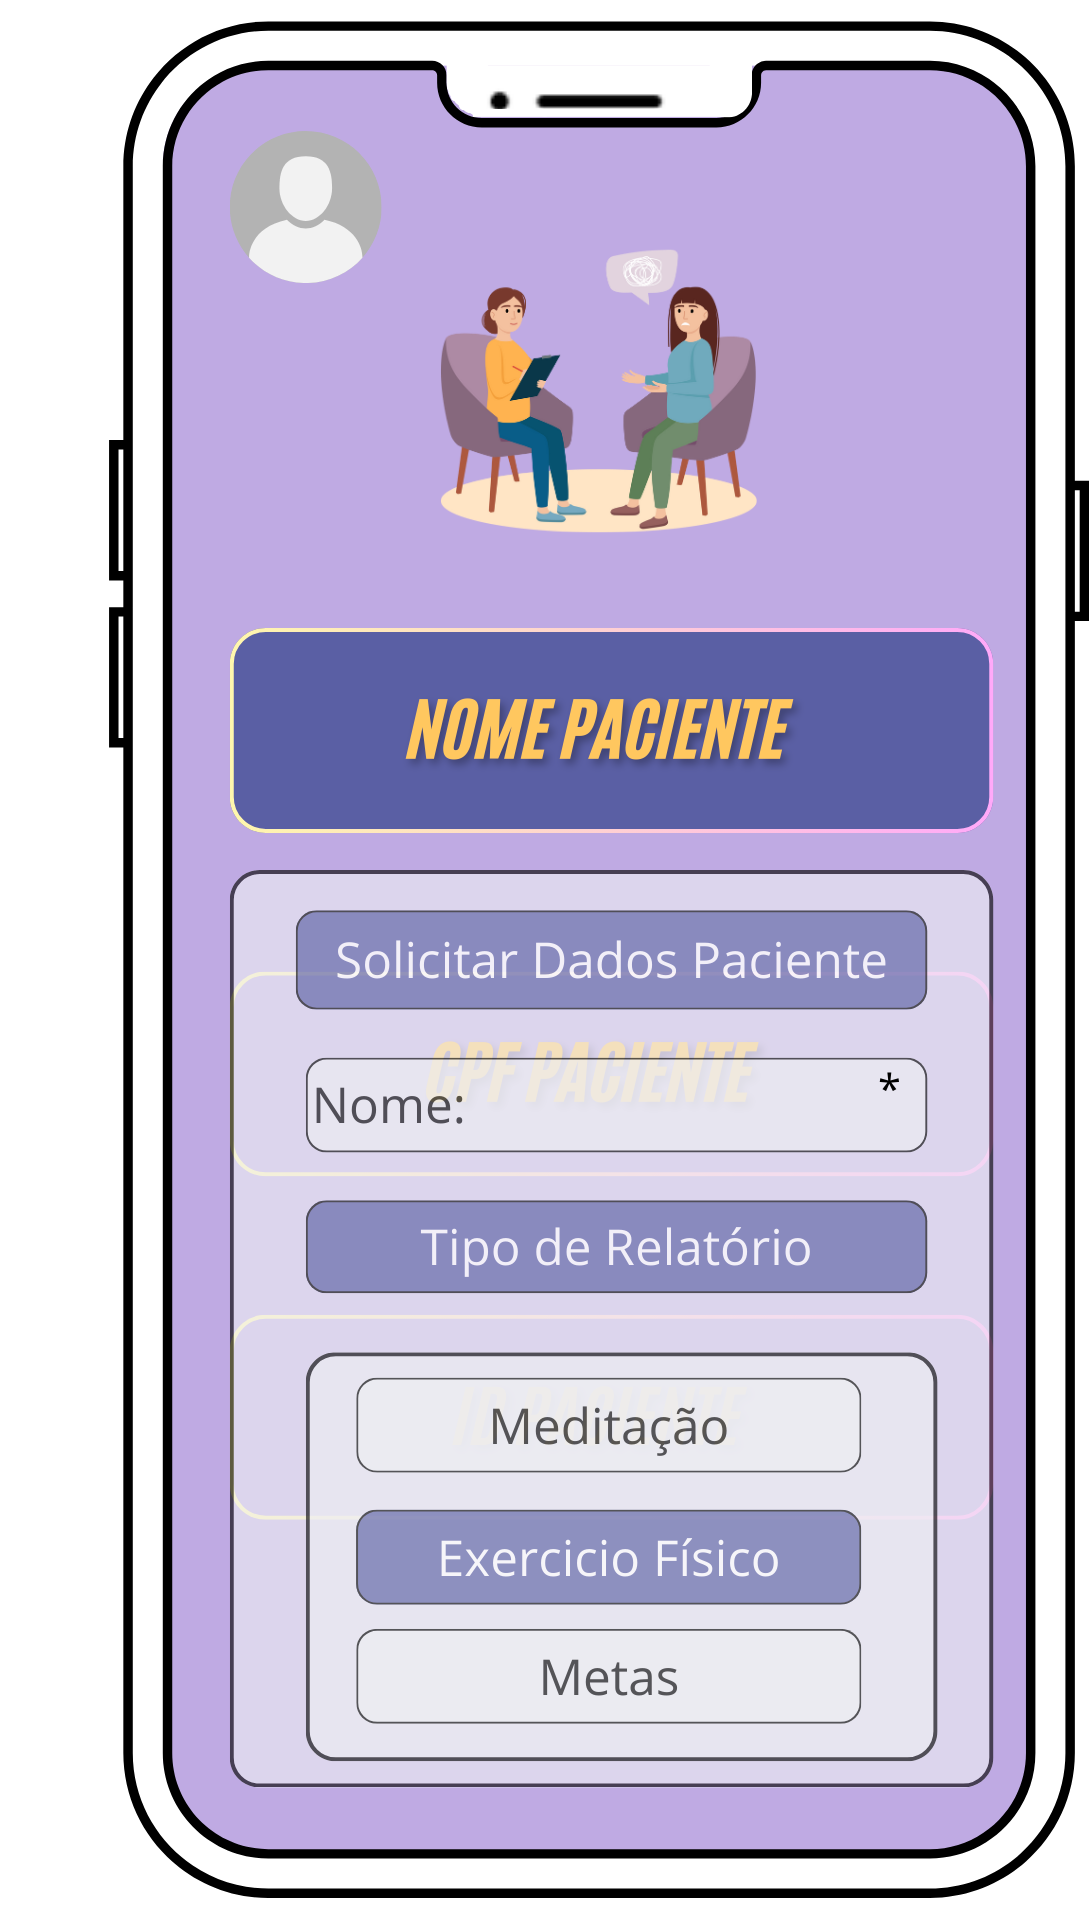 NOME PACIENTE
Solicitar Dados Paciente
CPF PACIENTE
Nome:
*
Tipo de Relatório
Meditação
Exercicio Físico
Metas